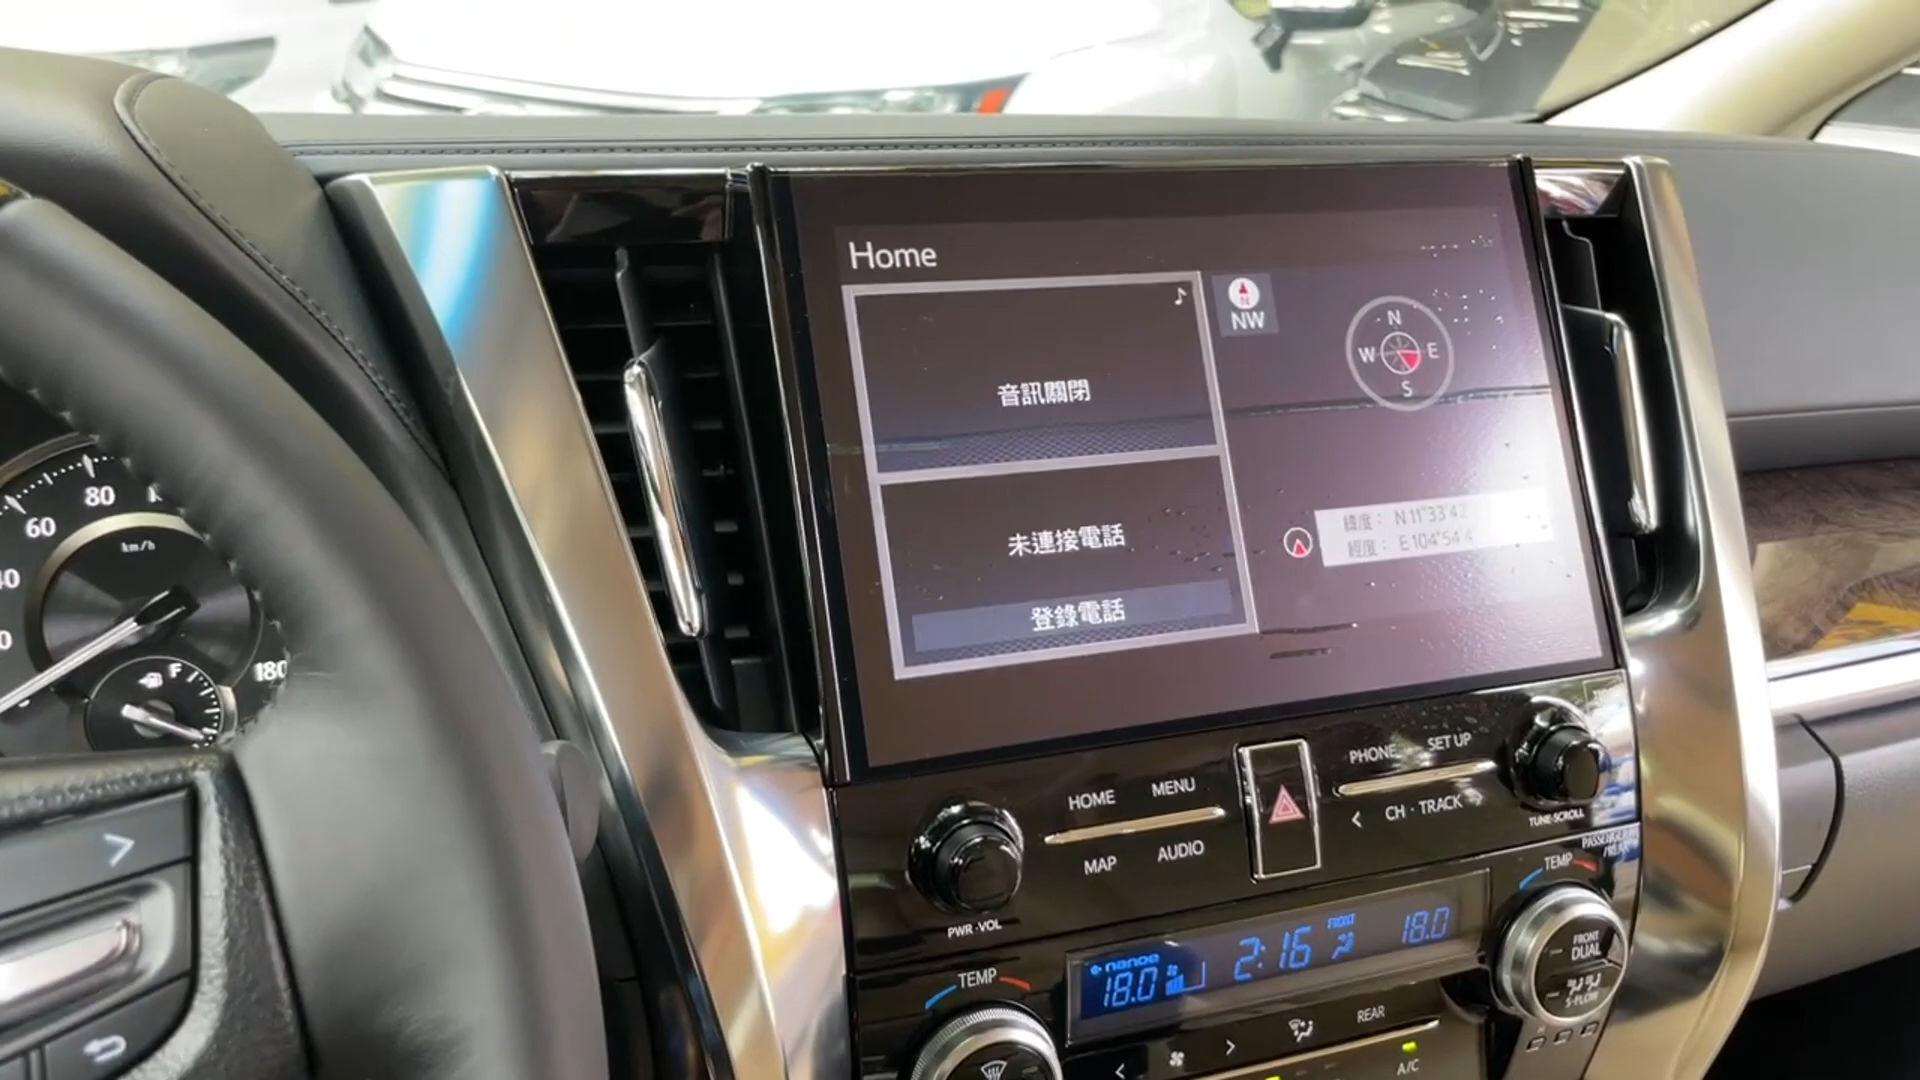 Home
♪
音訊關閉
未連接電話
登錄電話
N
NW
N
W
E
S
緯度： N 11°33'42
經度： E 104°54'4
80
60
km/h
180
F
HOME
MENU
MAP
AUDIO
PWR·VOL
PHONE
SET UP
< CH · TRACK >
TUNE·SCROLL
PASSENGER
/REAR
TEMP
TEMP
nanoe
18.0
2:16
FRONT
18.0
FRONT
DUAL
S-FLOW
REAR
A/C